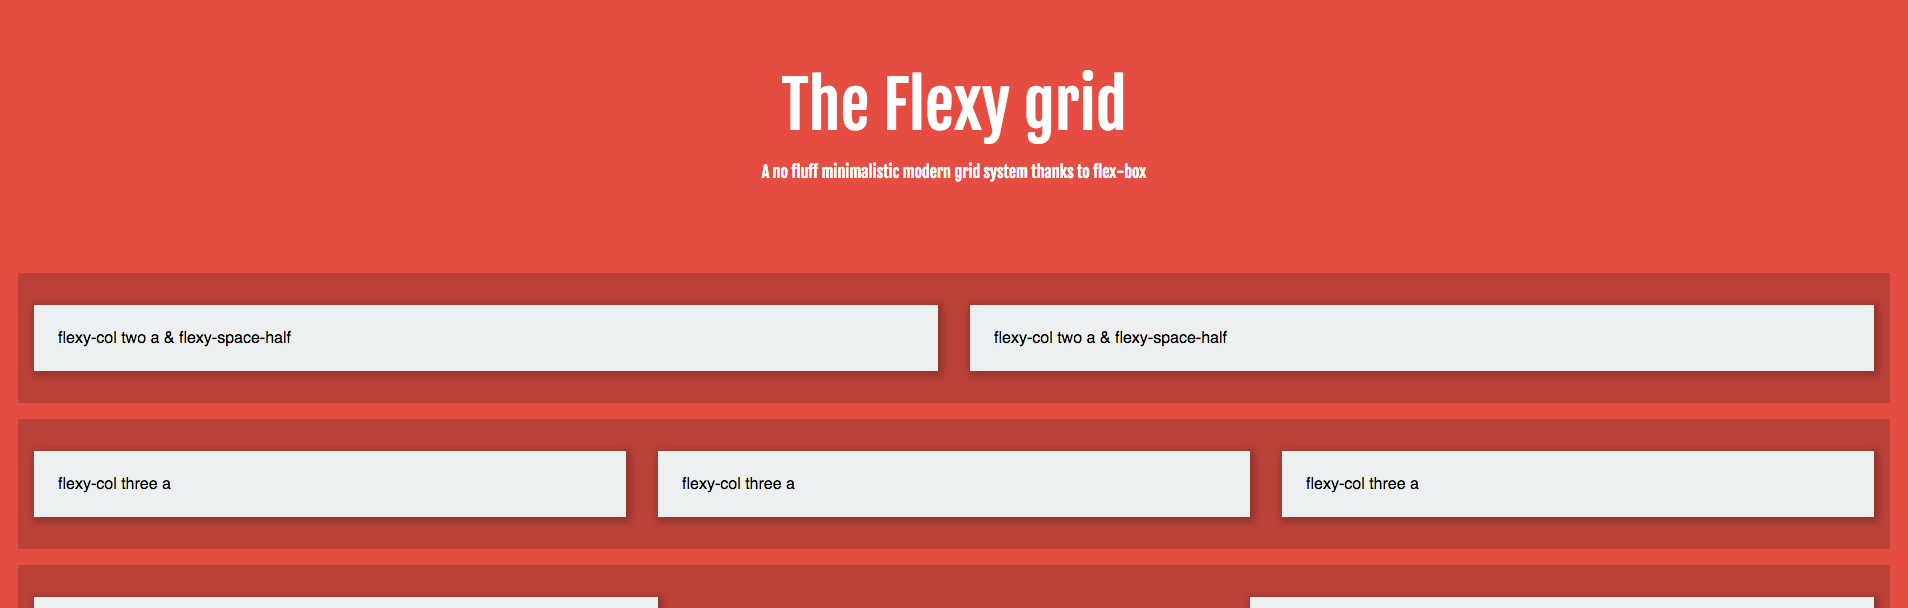 The Flexy grid
A no fluff minimalistic modern grid system thanks to flex-box
flexy-col two a & flexy-space-half
flexy-col two a & flexy-space-half
flexy-col three a
flexy-col three a
flexy-col three a